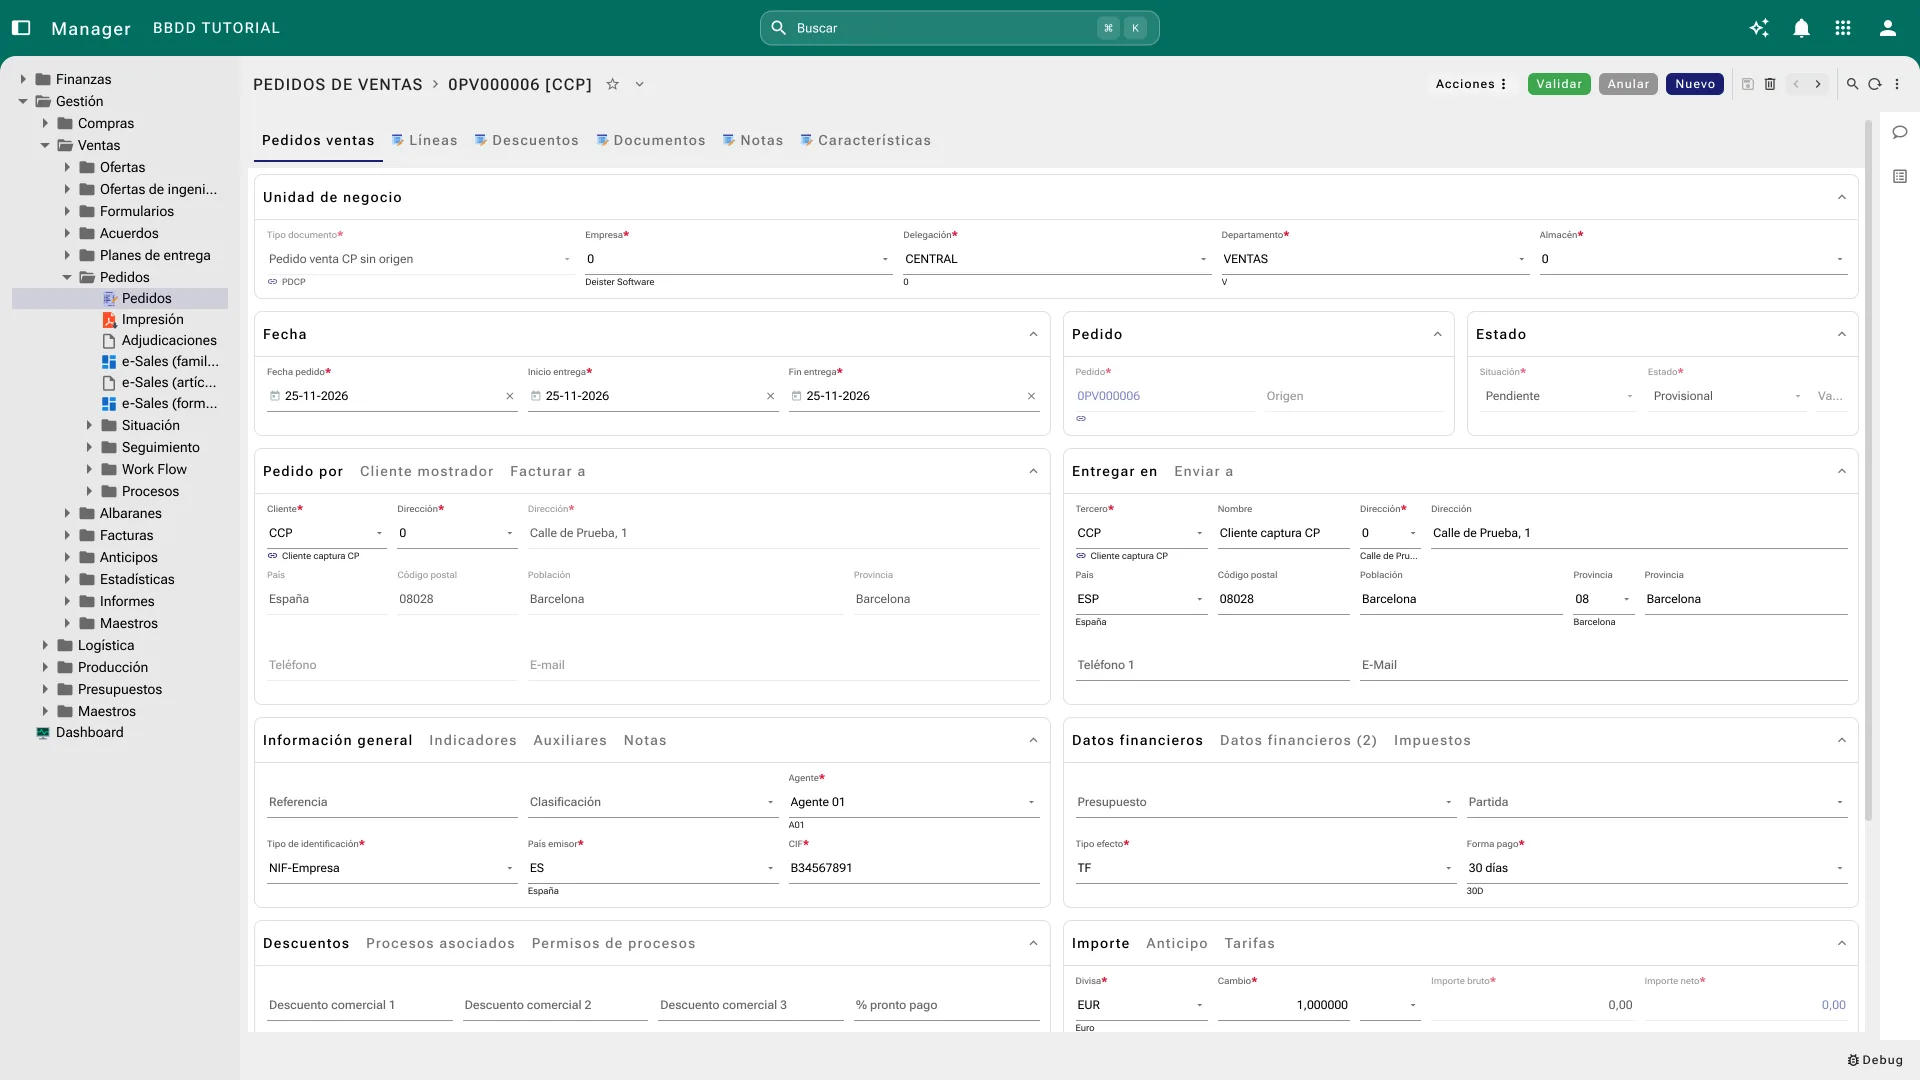 Manager BBDD TUTORIAL Buscar ⌘ K
Finanzas
Gestión
Compras
Ventas
Ofertas
Ofertas de ingeni...
Formularios
Acuerdos
Planes de entrega
Pedidos
Pedidos
Impresión
Adjudicaciones
e-Sales (famil...
e-Sales (artíc...
e-Sales (form...
Situación
Seguimiento
Work Flow
Procesos
Albaranes
Facturas
Anticipos
Estadísticas
Informes
Maestros
Logística
Producción
Presupuestos
Maestros
Dashboard
PEDIDOS DE VENTAS › 0PV000006 [CCP] Acciones Validar Anular Nuevo
Pedidos ventas Líneas Descuentos Documentos Notas Características
Unidad de negocio
Tipo documento* Empresa* Delegación* Departamento* Almacén*
Pedido venta CP sin origen 0 CENTRAL VENTAS 0
PDCP Deister Software 0 V
Fecha
Fecha pedido* Inicio entrega* Fin entrega*
25-11-2026 25-11-2026 25-11-2026
Pedido
Pedido*
0PV000006 Origen
Estado
Situación* Estado*
Pendiente Provisional Va...
Pedido por Cliente mostrador Facturar a
Cliente* Dirección* Dirección*
CCP 0 Calle de Prueba, 1
Cliente captura CP
País Código postal Población Provincia
España 08028 Barcelona Barcelona
Teléfono E-mail
Entregar en Enviar a
Tercero* Nombre Dirección* Dirección
CCP Cliente captura CP 0 Calle de Prueba, 1
Cliente captura CP Calle de Pru...
País Código postal Población Provincia Provincia
ESP 08028 Barcelona 08 Barcelona
España Barcelona
Teléfono 1 E-Mail
Información general Indicadores Auxiliares Notas
Agente*
Referencia Clasificación Agente 01
A01
Tipo de identificación* País emisor* CIF*
NIF-Empresa ES B34567891
España
Datos financieros Datos financieros (2) Impuestos
Presupuesto Partida
Tipo efecto* Forma pago*
TF 30 días
30D
Descuentos Procesos asociados Permisos de procesos
Descuento comercial 1 Descuento comercial 2 Descuento comercial 3 % pronto pago
Importe Anticipo Tarifas
Divisa* Cambio* Importe bruto* Importe neto*
EUR 1,000000 0,00 0,00
Euro
Debug